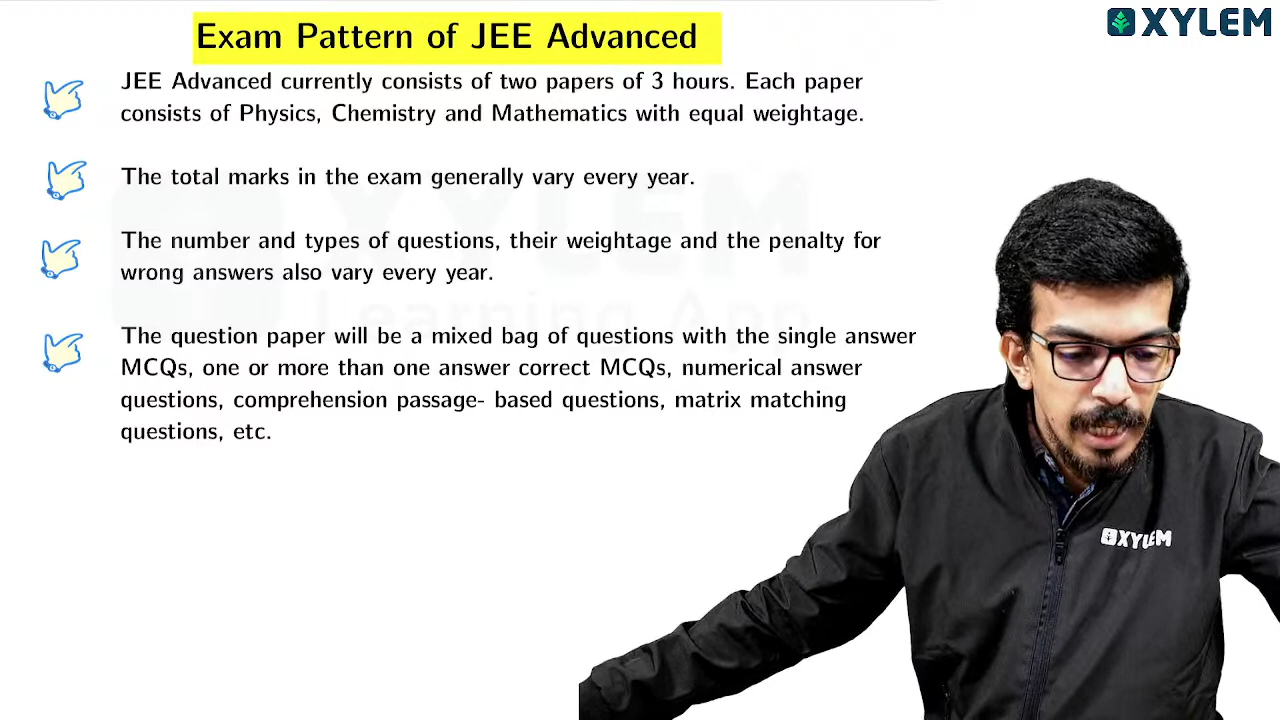 Exam Pattern of JEE Advanced
XYLEM
JEE Advanced currently consists of two papers of 3 hours. Each paper
consists of Physics, Chemistry and Mathematics with equal weightage.
The total marks in the exam generally vary every year.
The number and types of questions, their weightage and the penalty for
wrong answers also vary every year.
The question paper will be a mixed bag of questions with the single answer
MCQs, one or more than one answer correct MCQs, numerical answer
questions, comprehension passage- based questions, matrix matching
questions, etc.
XYLEM
Learning App
XYLEM